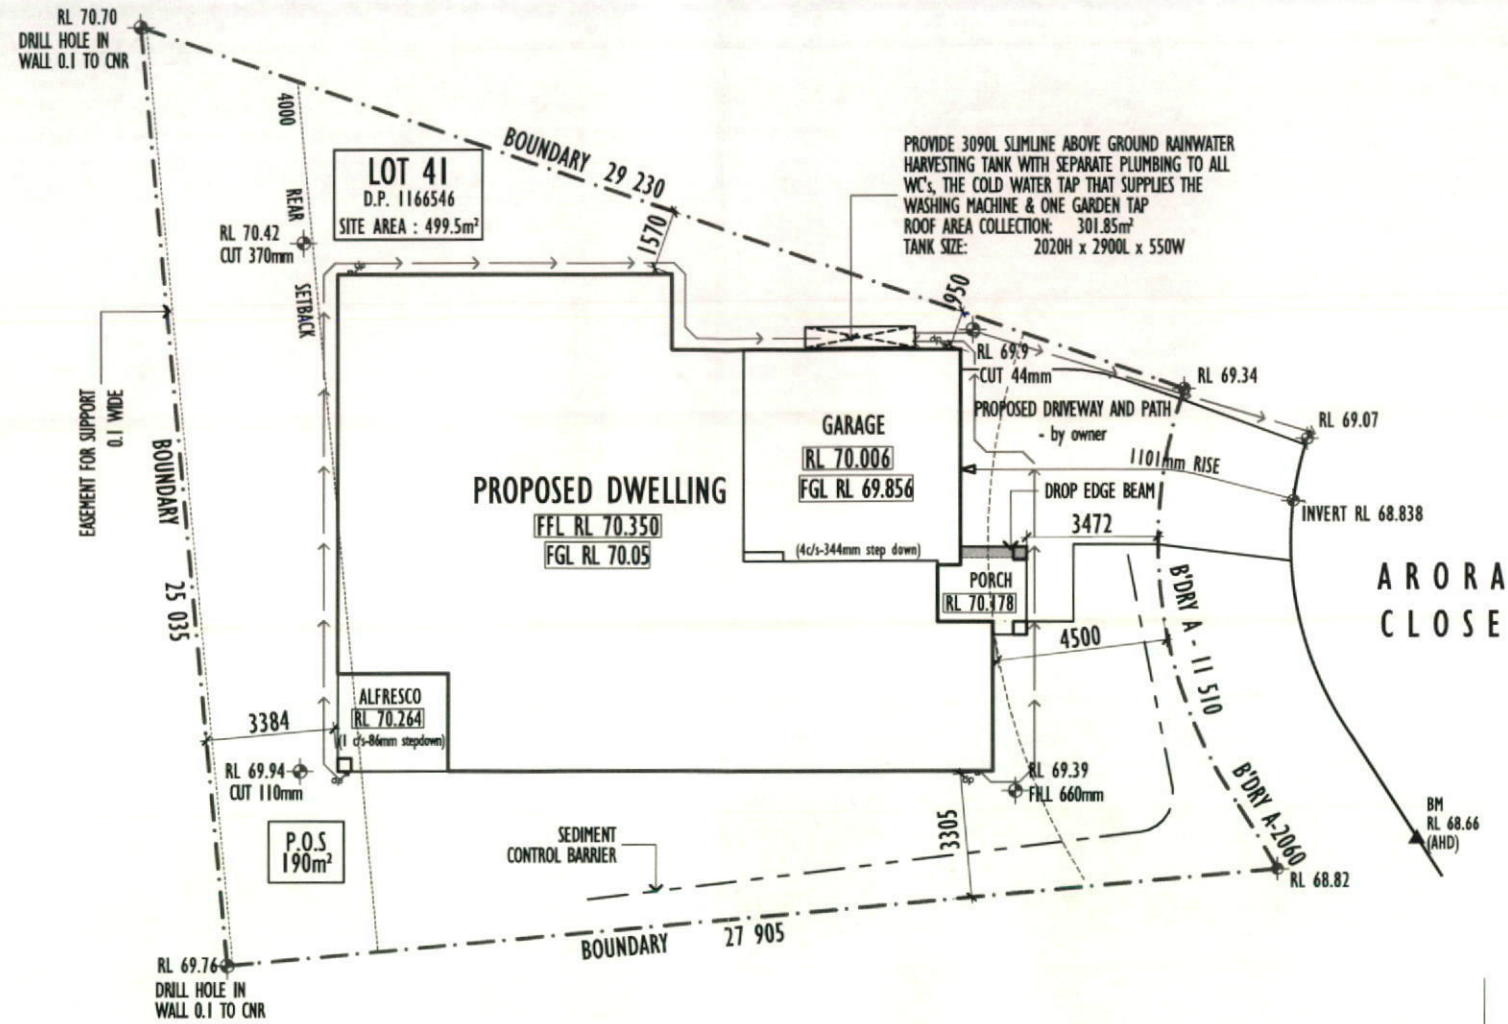 RL 70.70
DRILL HOLE IN
WALL 0.1 TO CNR
4000
REAR
SETBACK
LOT 41
D.P. 1166546
SITE AREA : 499.5m²
BOUNDARY 29 230
1570
PROVIDE 3090L SLIMLINE ABOVE GROUND RAINWATER
HARVESTING TANK WITH SEPARATE PLUMBING TO ALL
WC's, THE COLD WATER TAP THAT SUPPLIES THE
WASHING MACHINE & ONE GARDEN TAP
ROOF AREA COLLECTION: 301.85m²
TANK SIZE: 2020H x 2900L x 550W
RL 70.42
CUT 370mm
dp
950
dp
RL 69.9
CUT 44mm
RL 69.34
RL 69.07
EASEMENT FOR SUPPORT
0.1 WIDE
BOUNDARY 25 035
PROPOSED DRIVEWAY AND PATH
- by owner
GARAGE
RL 70.006
FGL RL 69.856
(4c/s-344mm step down)
1101mm RISE
DROP EDGE BEAM
INVERT RL 68.838
PROPOSED DWELLING
FFL RL 70.350
FGL RL 70.05
3472
PORCH
RL 70.178
ARORA
CLOSE
B'DRY A - 11 510
4500
ALFRESCO
RL 70.264
(1 c/s-86mm stepdown)
3384
RL 69.94
CUT 110mm
dp
dp
RL 69.39
FILL 660mm
B'DRY A-2060
BM
RL 68.66
(AHD)
P.O.S
190m²
SEDIMENT
CONTROL BARRIER
3305
RL 68.82
BOUNDARY 27 905
RL 69.76
DRILL HOLE IN
WALL 0.1 TO CNR